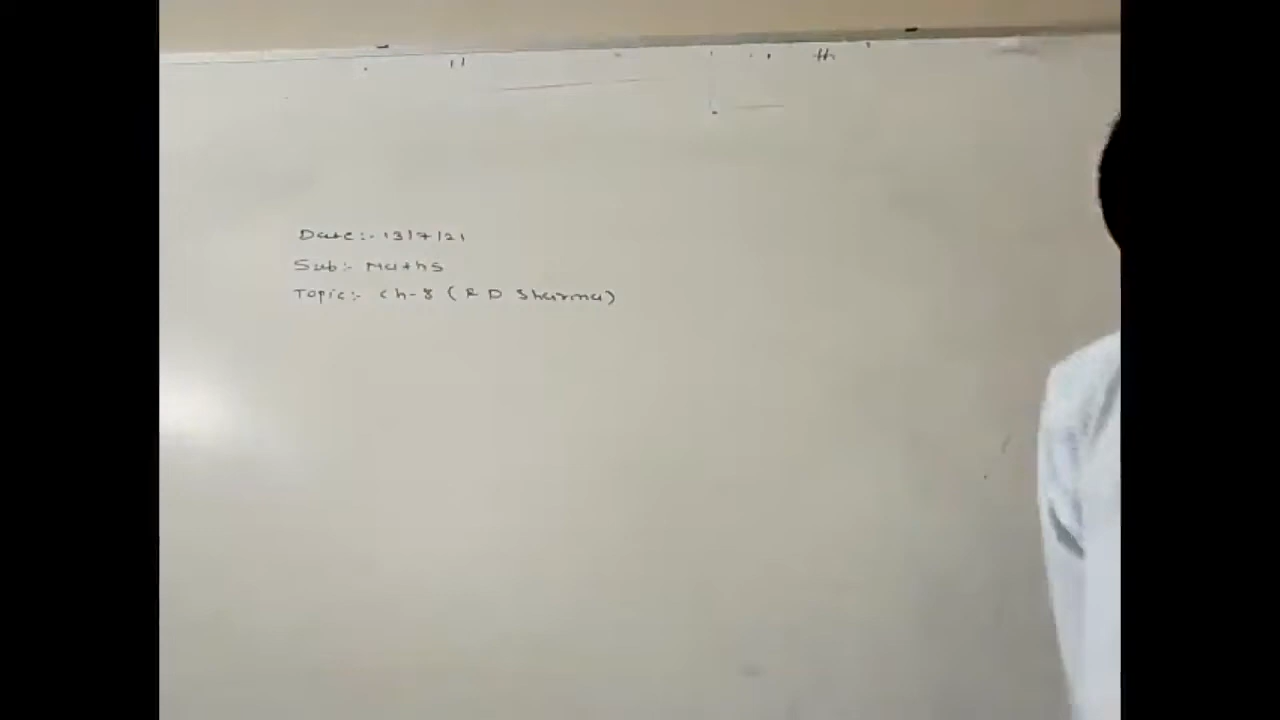 Date:- 13/7/21
Sub:- Maths
Topic:- Ch-8 (R D Sharma)